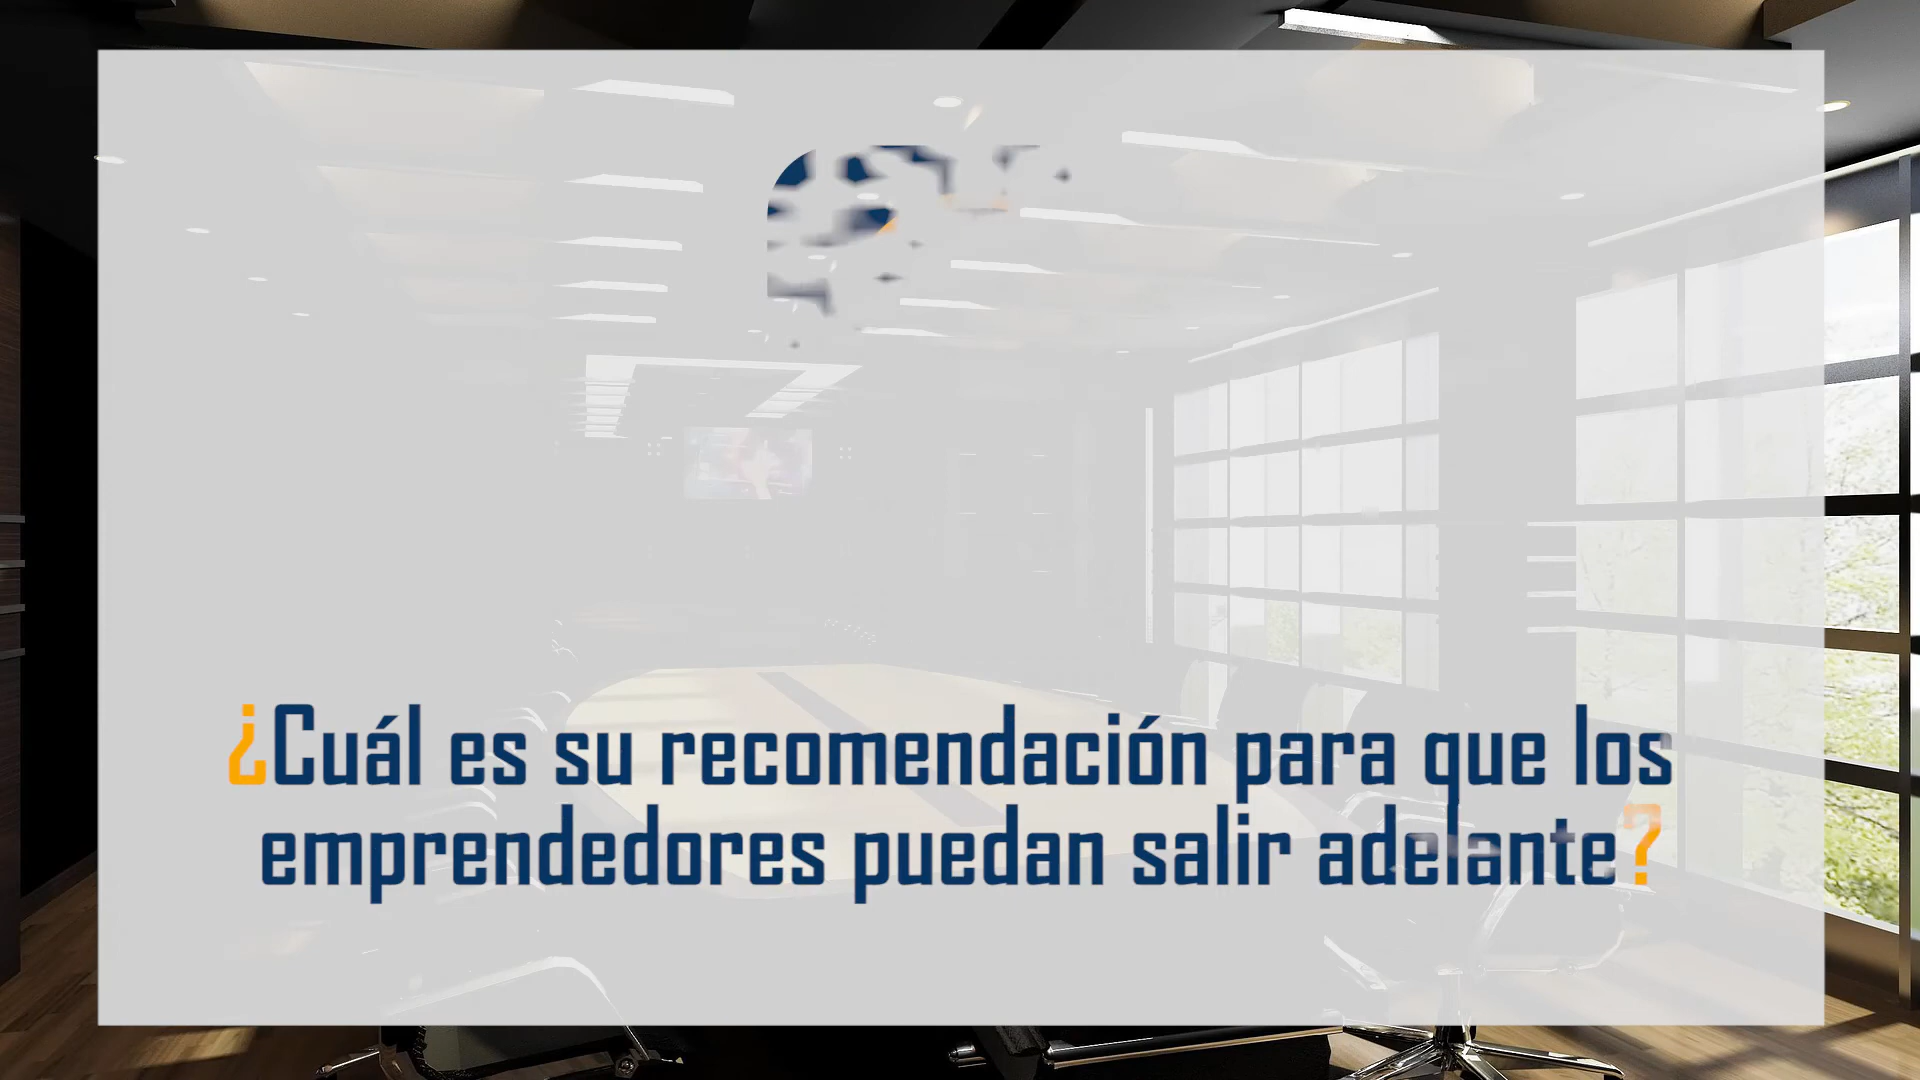 ¿Cuál es su recomendación para que los
emprendedores puedan salir adelante?